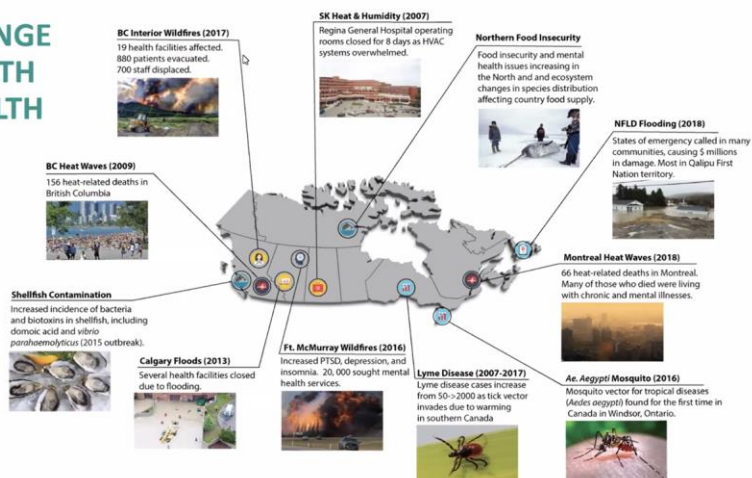 NGE
TH
LTH
BC Interior Wildfires (2017)
19 health facilities affected.
880 patients evacuated.
700 staff displaced.
SK Heat & Humidity (2007)
Regina General Hospital operating
rooms closed for 8 days as HVAC
systems overwhelmed.
Northern Food Insecurity
Food insecurity and mental
health issues increasing in
the North and and ecosystem
changes in species distribution
affecting country food supply.
NFLD Flooding (2018)
States of emergency called in many
communities, causing $ millions
in damage. Most in Qalipu First
Nation territory.
BC Heat Waves (2009)
156 heat-related deaths in
British Columbia
Montreal Heat Waves (2018)
66 heat-related deaths in Montreal.
Many of those who died were living
with chronic and mental illnesses.
Shellfish Contamination
Increased incidence of bacteria
and biotoxins in shellfish, including
domoic acid and vibrio
parahaemolyticus (2015 outbreak).
Calgary Floods (2013)
Several health facilities closed
due to flooding.
Ft. McMurray Wildfires (2016)
Increased PTSD, depression, and
insomnia. 20, 000 sought mental
health services.
Lyme Disease (2007-2017)
Lyme disease cases increase
from 50->2000 as tick vector
invades due to warming
in southern Canada
Ae. Aegypti Mosquito (2016)
Mosquito vector for tropical diseases
(Aedes aegypti) found for the first time in
Canada in Windsor, Ontario.